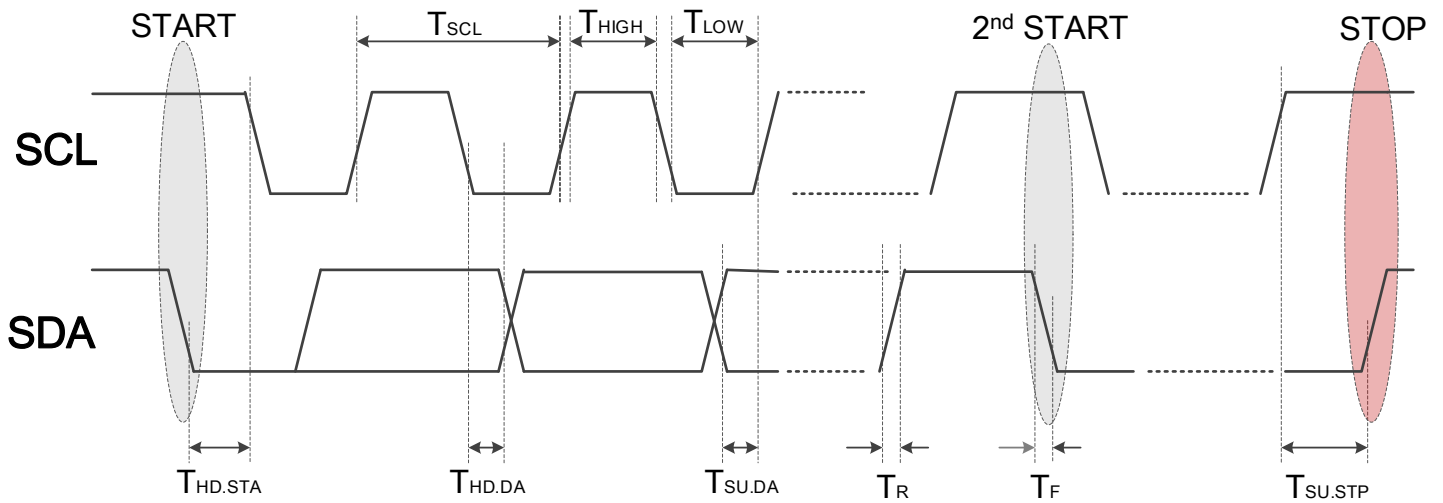 START
TSCL
THIGH
TLOW
2nd START
STOP
SCL
SDA
THD.STA
THD.DA
TSU.DA
TR
TF
TSU.STP